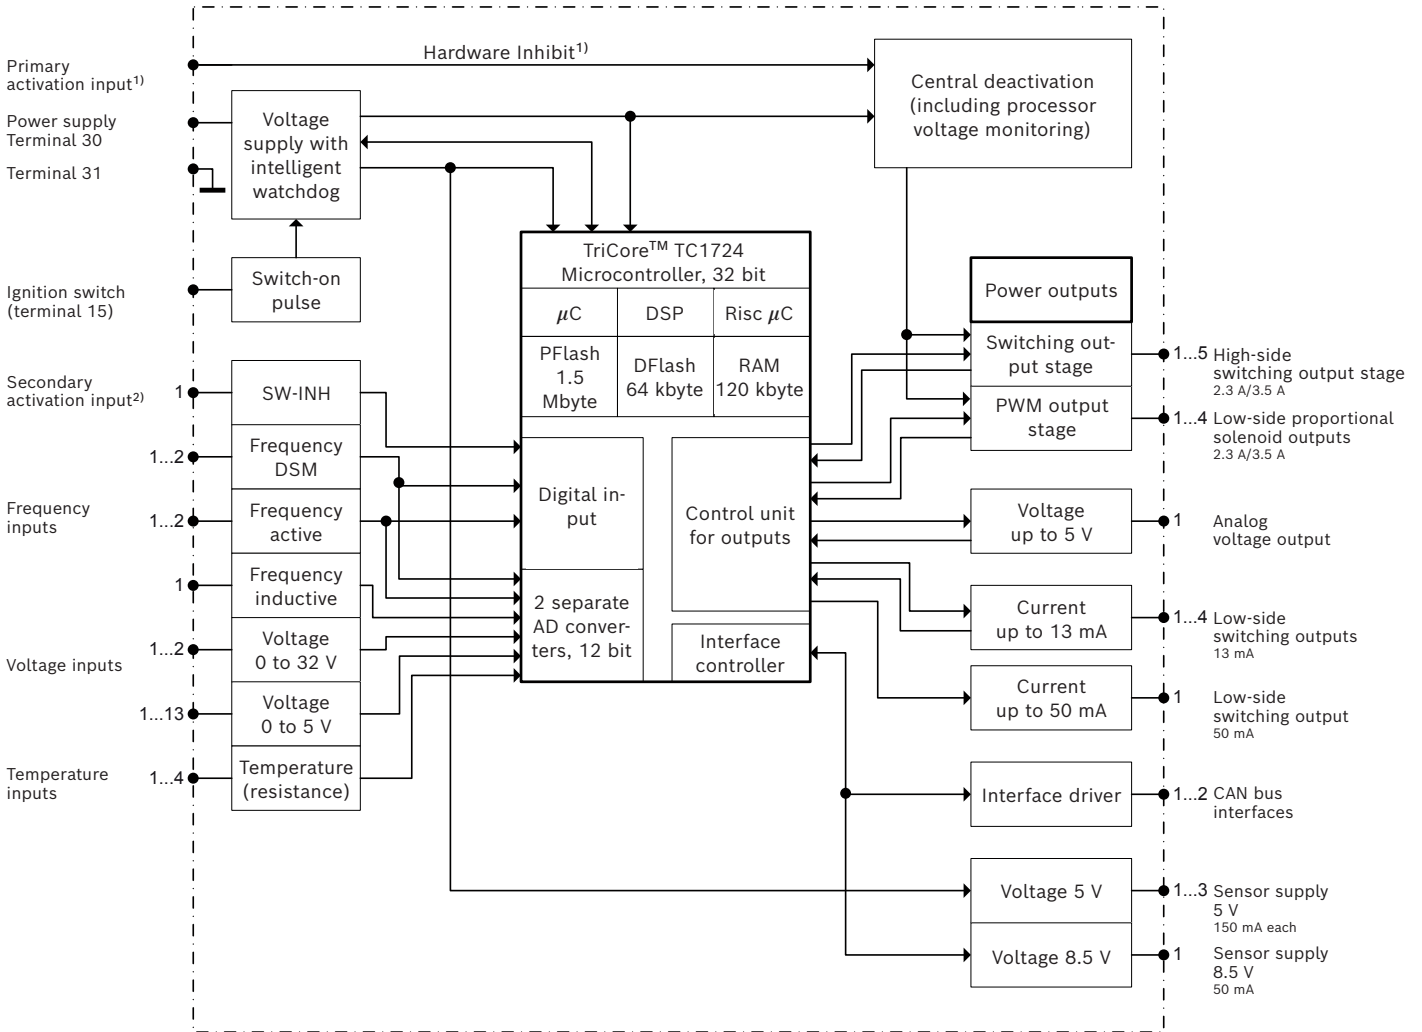 Hardware Inhibit1)
Primary
activation input1)
Power supply
Terminal 30
Terminal 31
Ignition switch
(terminal 15)
Secondary
activation input2)
1
1...2
Frequency
inputs
1...2
1
Voltage inputs
1...2
1...13
Temperature
inputs
1...4
Voltage
supply with
intelligent
watchdog
Switch-on
pulse
SW-INH
Frequency
DSM
Frequency
active
Frequency
inductive
Voltage
0 to 32 V
Voltage
0 to 5 V
Temperature
(resistance)
TriCore™ TC1724
Microcontroller, 32 bit
µC
DSP
Risc µC
PFlash
1.5
Mbyte
DFlash
64 kbyte
RAM
120 kbyte
Digital in-
put
2 separate
AD conver-
ters, 12 bit
Control unit
for outputs
Interface
controller
Central deactivation
(including processor
voltage monitoring)
Power outputs
Switching out-
put stage
PWM output
stage
Voltage
up to 5 V
Current
up to 13 mA
Current
up to 50 mA
Interface driver
Voltage 5 V
Voltage 8.5 V
1...5 High-side
switching output stage
2.3 A/3.5 A
1...4 Low-side proportional
solenoid outputs
2.3 A/3.5 A
1 Analog
voltage output
1...4 Low-side
switching outputs
13 mA
1 Low-side
switching output
50 mA
1...2 CAN bus
interfaces
1...3 Sensor supply
5 V
150 mA each
1 Sensor supply
8.5 V
50 mA